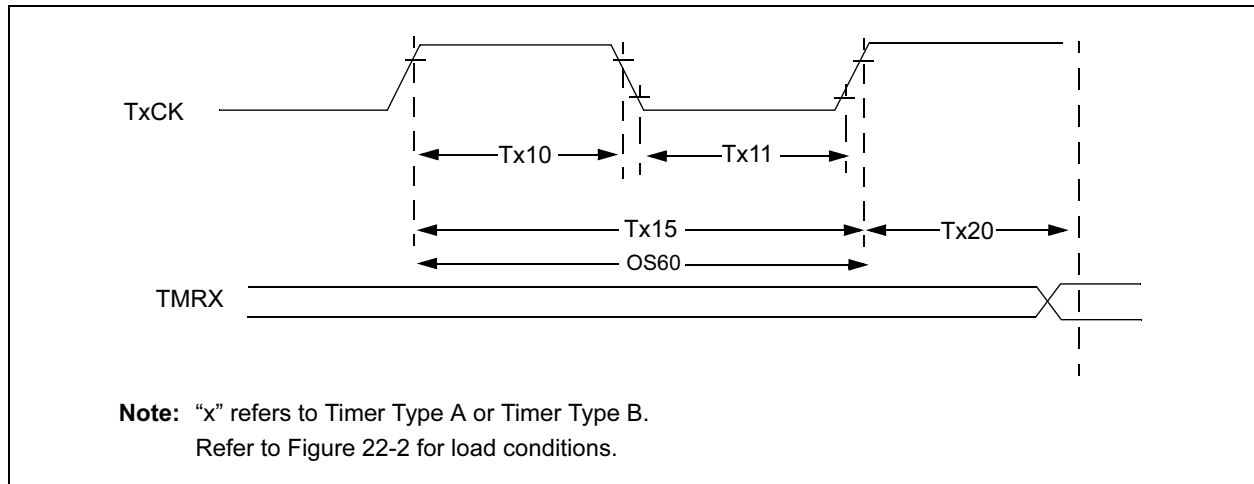 TxCK
Tx10
Tx11
Tx15
Tx20
OS60
TMRX
Note: “x” refers to Timer Type A or Timer Type B.
Refer to Figure 22-2 for load conditions.